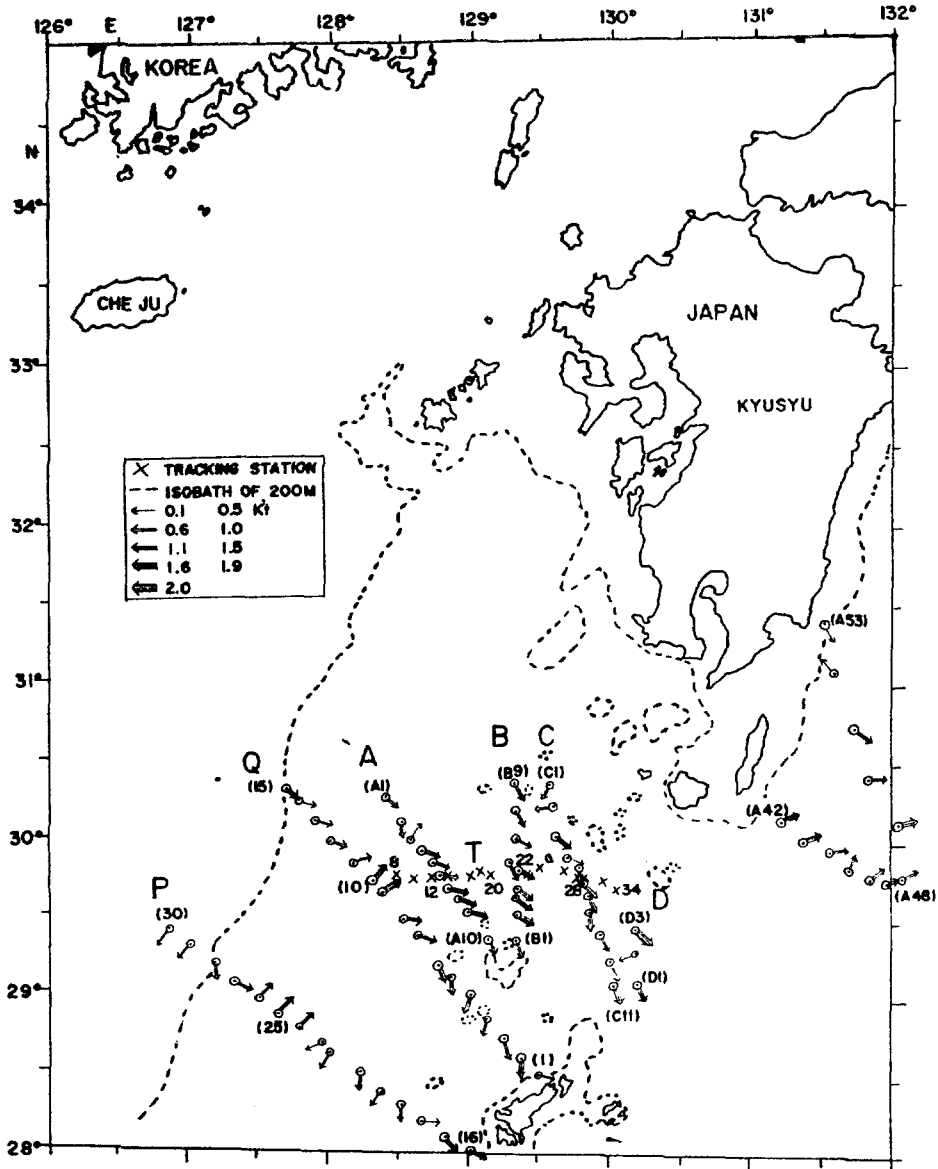 126° E 127° 128° 129° 130° 131° 132°
KOREA
N
34°
CHE JU
JAPAN
33°
KYUSYU
× TRACKING STATION
---- ISOBATH OF 200M
← 0.1 0.5 Kt
← 0.6 1.0
← 1.1 1.5
← 1.6 1.9
← 2.0
32°
(A53)
31°
Q A B C
(15) (A1) (B9) (C1)
(A42)
30°
T
8 22 6
(10) 12 20 28 34
P D
(A48)
(30) (D3)
(A10) (B1)
29°
(D1)
(25) (C11)
(1)
(16)
28°